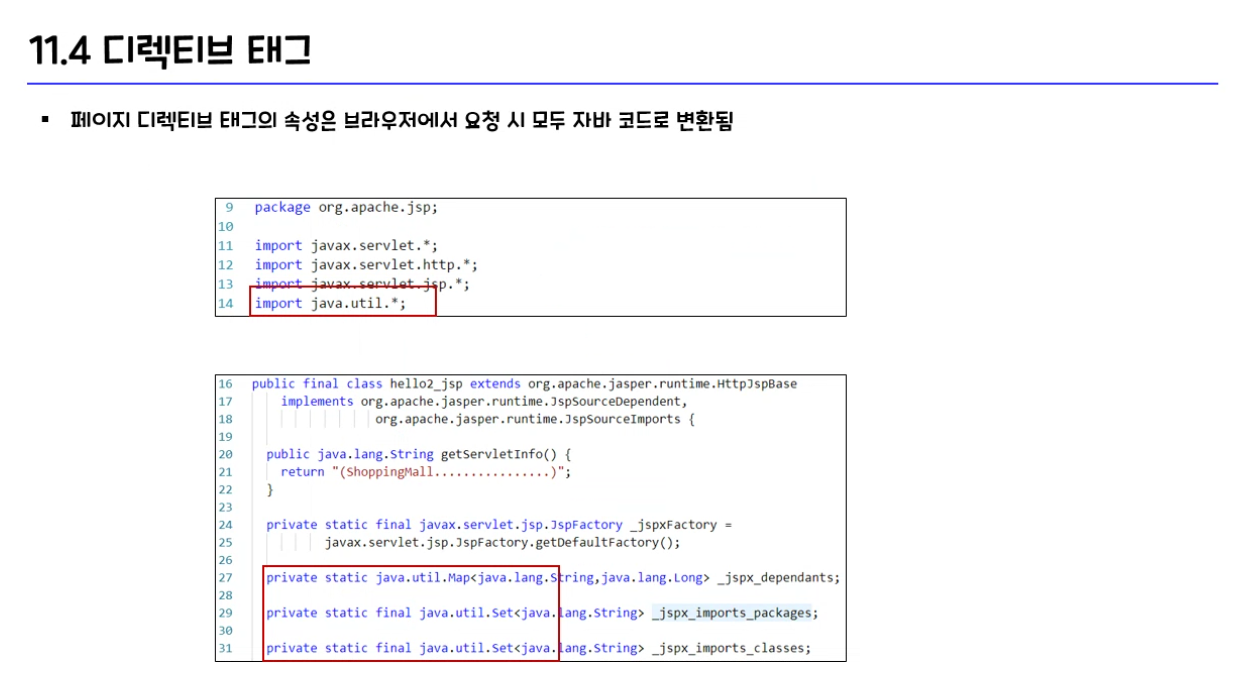 11.4 디렉티브 태그
▪ 페이지 디렉티브 태그의 속성은 브라우저에서 요청 시 모두 자바 코드로 변환됨
9 package org.apache.jsp;
10
11 import javax.servlet.*;
12 import javax.servlet.http.*;
13 import javax.servlet.jsp.*;
14 import java.util.*;
16 public final class hello2_jsp extends org.apache.jasper.runtime.HttpJspBase
17 implements org.apache.jasper.runtime.JspSourceDependent,
18 org.apache.jasper.runtime.JspSourceImports {
19
20 public java.lang.String getServletInfo() {
21 return "(ShoppingMall................)";
22 }
23
24 private static final javax.servlet.jsp.JspFactory _jspxFactory =
25 javax.servlet.jsp.JspFactory.getDefaultFactory();
26
27 private static java.util.Map<java.lang.String,java.lang.Long> _jspx_dependants;
28
29 private static final java.util.Set<java.lang.String> _jspx_imports_packages;
30
31 private static final java.util.Set<java.lang.String> _jspx_imports_classes;